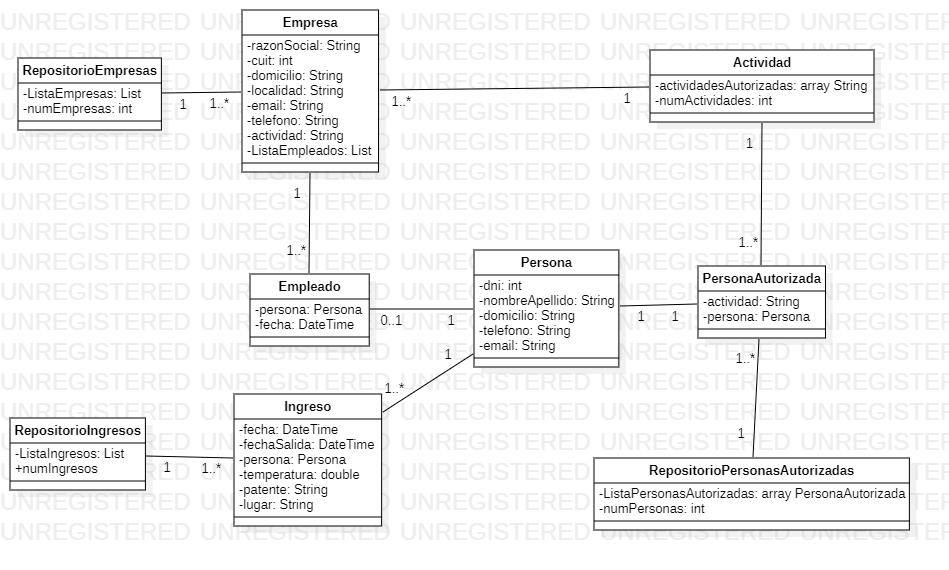 Empresa
-razonSocial: String
-cuit: int
-domicilio: String
-localidad: String
-email: String
-telefono: String
-actividad: String
-ListaEmpleados: List
RepositorioEmpresas
-ListaEmpresas: List
-numEmpresas: int
1
1..*
Actividad
-actividadesAutorizadas: array String
-numActividades: int
1..*
1
1
1..*
1
1..*
Empleado
-persona: Persona
-fecha: DateTime
0..1
1
Persona
-dni: int
-nombreApellido: String
-domicilio: String
-telefono: String
-email: String
1
1
PersonaAutorizada
-actividad: String
-persona: Persona
1
1..*
1..*
1
Ingreso
-fecha: DateTime
-fechaSalida: DateTime
-persona: Persona
-temperatura: double
-patente: String
-lugar: String
RepositorioIngresos
-ListaIngresos: List
+numIngresos
1
1..*
RepositorioPersonasAutorizadas
-ListaPersonasAutorizadas: array PersonaAutorizada
-numPersonas: int
UNREGISTERED